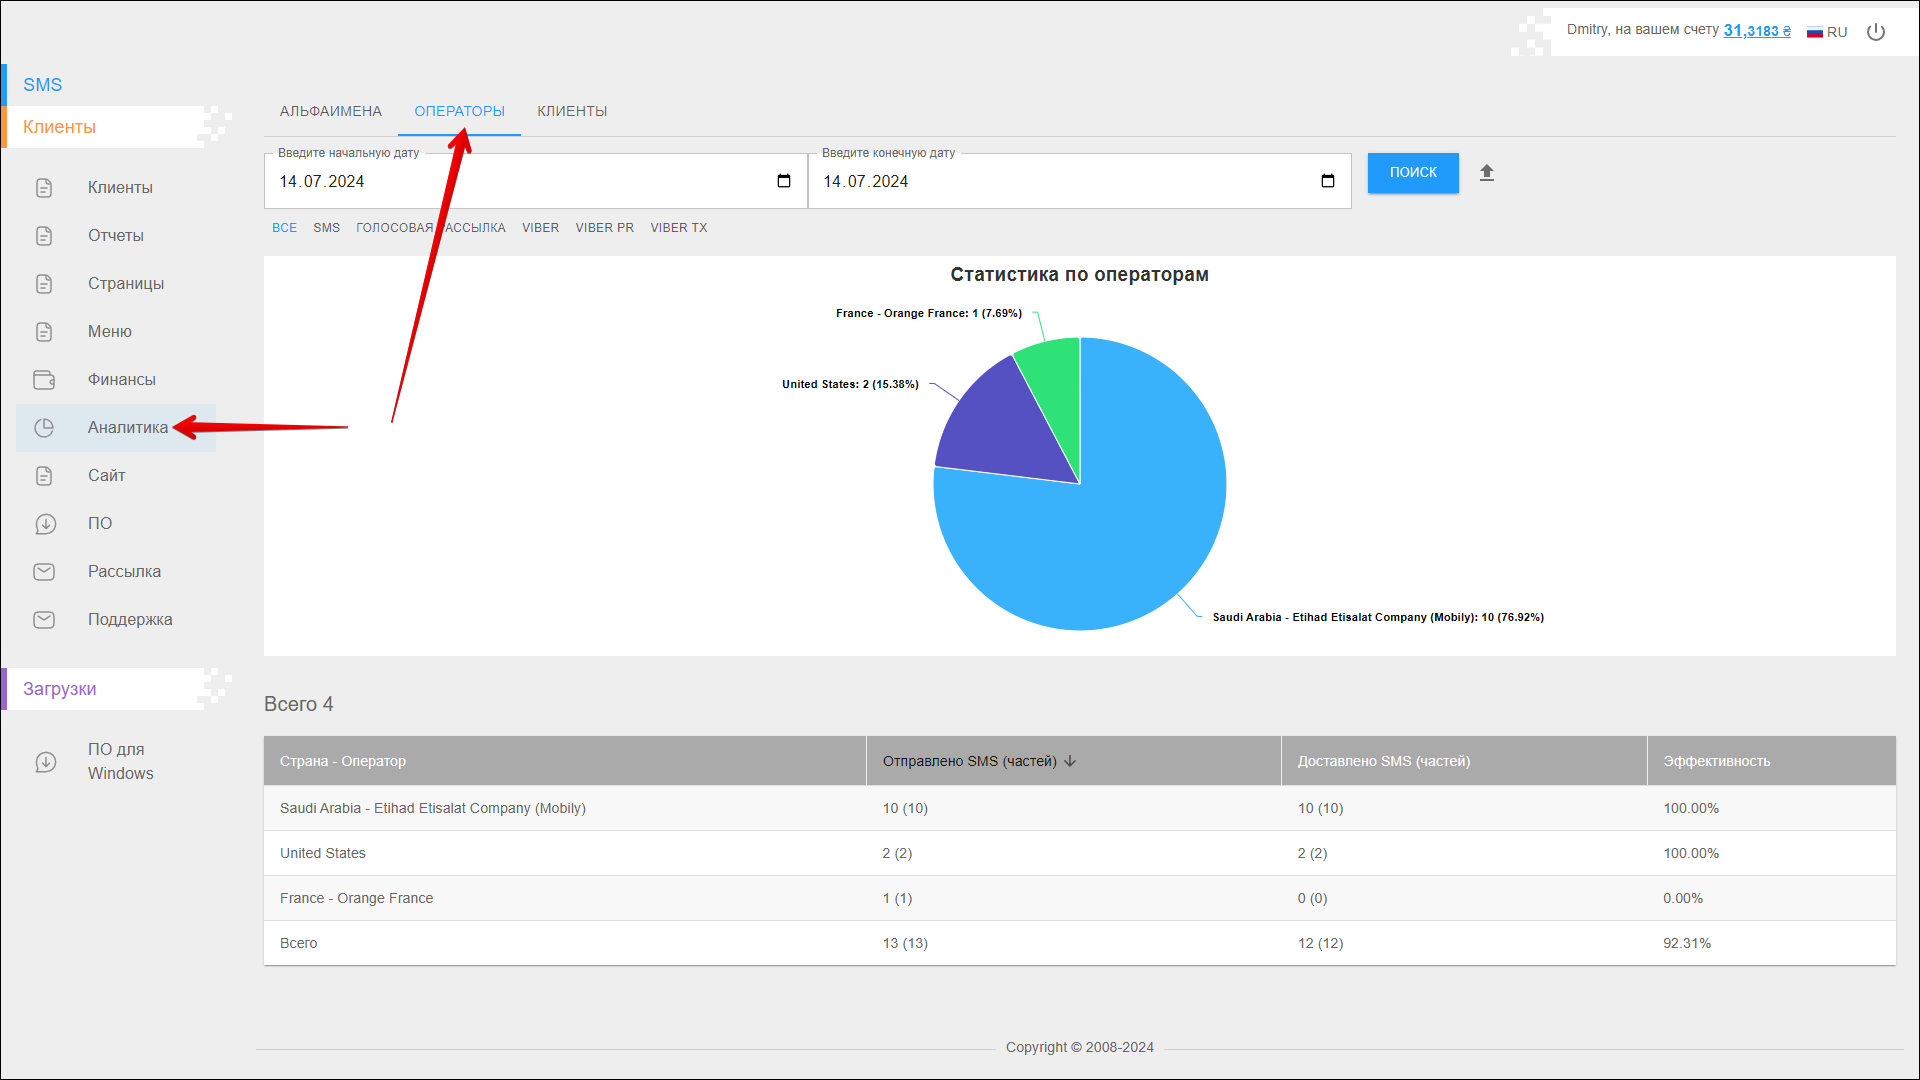 Dmitry, на вашем счету 31,3183 ₴ RU
SMS
Клиенты
Клиенты
Отчеты
Страницы
Меню
Финансы
Аналитика
Сайт
ПО
Рассылка
Поддержка
Загрузки
ПО для
Windows
АЛЬФАИМЕНА ОПЕРАТОРЫ КЛИЕНТЫ
Введите начальную дату Введите конечную дату
14.07.2024 14.07.2024 ПОИСК
ВСЕ SMS ГОЛОСОВАЯ РАССЫЛКА VIBER VIBER PR VIBER TX
Статистика по операторам
France - Orange France: 1 (7.69%)
United States: 2 (15.38%)
Saudi Arabia - Etihad Etisalat Company (Mobily): 10 (76.92%)
Всего 4
Страна - Оператор Отправлено SMS (частей) Доставлено SMS (частей) Эффективность
Saudi Arabia - Etihad Etisalat Company (Mobily) 10 (10) 10 (10) 100.00%
United States 2 (2) 2 (2) 100.00%
France - Orange France 1 (1) 0 (0) 0.00%
Всего 13 (13) 12 (12) 92.31%
Copyright © 2008-2024